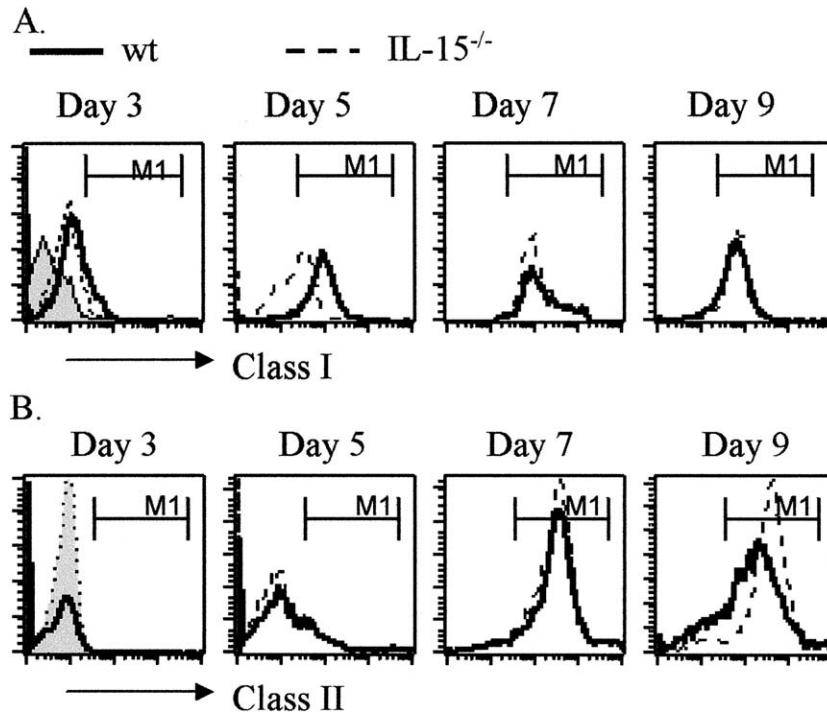 A.
wt IL-15-/-
Day 3 Day 5 Day 7 Day 9
M1 M1 M1 M1
Class I
B.
Day 3 Day 5 Day 7 Day 9
M1 M1 M1 M1
Class II